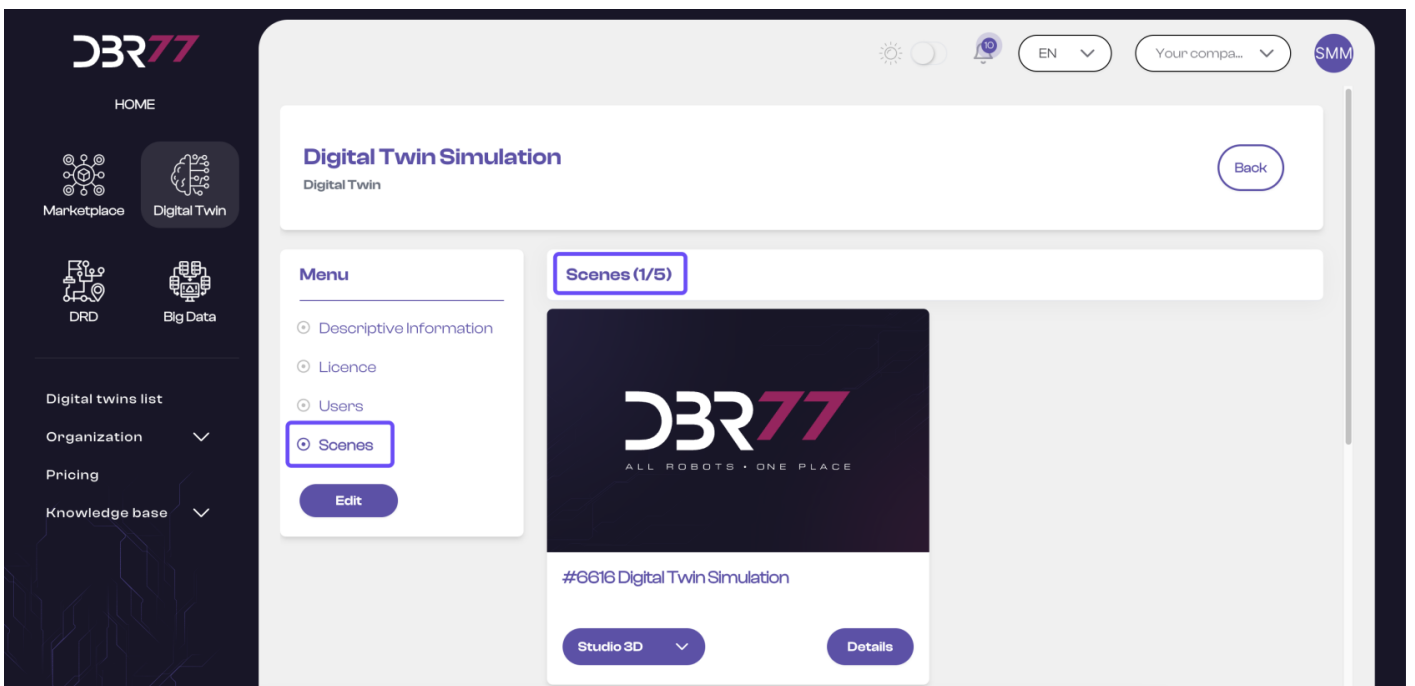 DBR77
10
EN
Your compa...
SMM
HOME
Marketplace
Digital Twin
DRD
Big Data
Digital twins list
Organization
Pricing
Knowledge base
Digital Twin Simulation
Digital Twin
Back
Menu
Descriptive Information
Licence
Users
Scenes
Edit
Scenes (1/5)
DBR77
ALL ROBOTS • ONE PLACE
#6616 Digital Twin Simulation
Studio 3D
Details